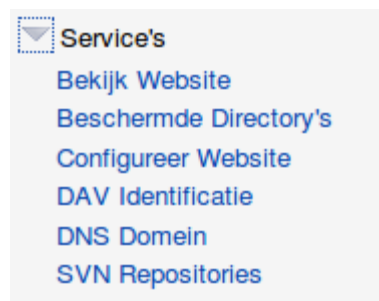 Service's
Bekijk Website
Beschermde Directory's
Configureer Website
DAV Identificatie
DNS Domein
SVN Repositories